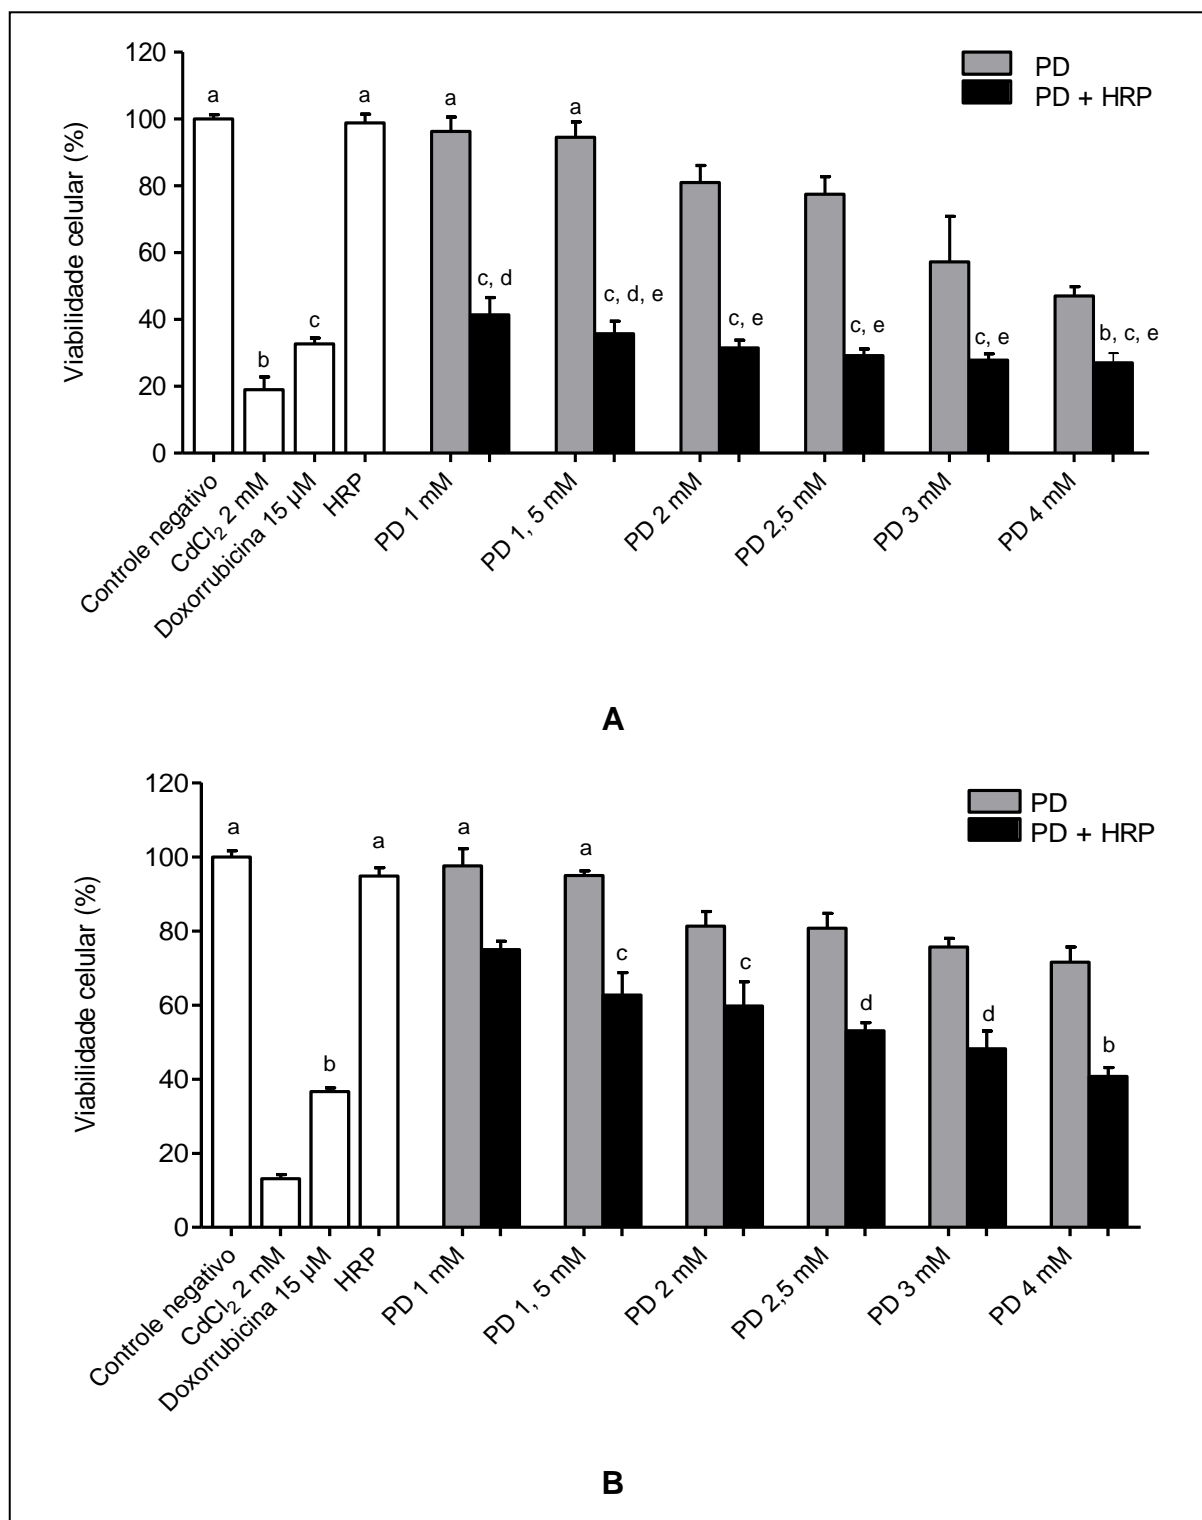 120
100
80
60
40
20
0
Viabilidade celular (%)
PD
PD + HRP
a
b
c
a
a
c, d
a
c, d, e
c, e
c, e
c, e
b, c, e
Controle negativo
CdCl₂ 2 mM
Doxorrubicina 15 µM
HRP
PD 1 mM
PD 1, 5 mM
PD 2 mM
PD 2,5 mM
PD 3 mM
PD 4 mM
A
120
100
80
60
40
20
0
Viabilidade celular (%)
PD
PD + HRP
a
b
a
a
a
c
c
d
d
b
Controle negativo
CdCl₂ 2 mM
Doxorrubicina 15 µM
HRP
PD 1 mM
PD 1, 5 mM
PD 2 mM
PD 2,5 mM
PD 3 mM
PD 4 mM
B